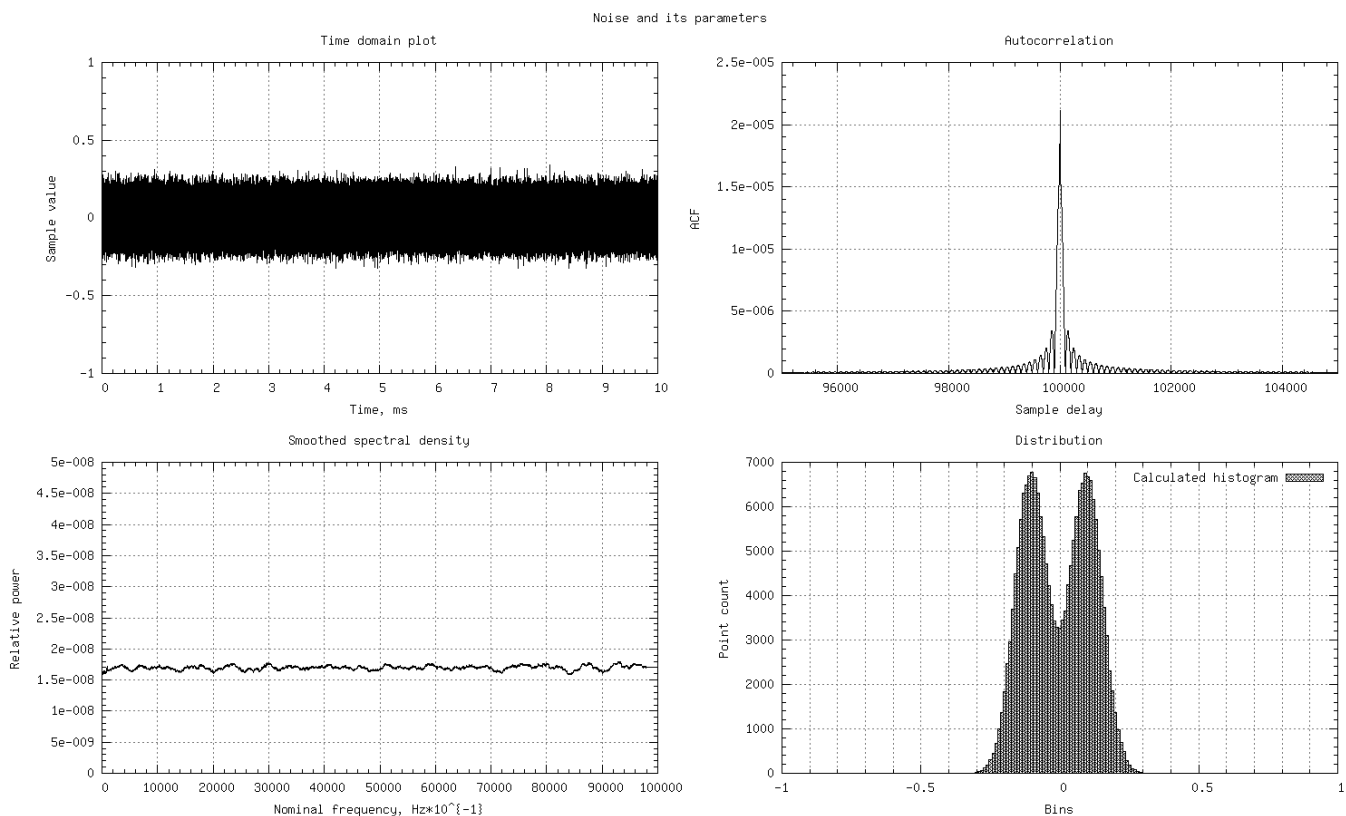 Noise and its parameters
Time domain plot
1
0.5
0
-0.5
-1
Sample value
0 1 2 3 4 5 6 7 8 9 10
Time, ms
Autocorrelation
2.5e-005
2e-005
1.5e-005
1e-005
5e-006
0
ACF
96000 98000 100000 102000 104000
Sample delay
Smoothed spectral density
5e-008
4.5e-008
4e-008
3.5e-008
3e-008
2.5e-008
2e-008
1.5e-008
1e-008
5e-009
0
Relative power
0 10000 20000 30000 40000 50000 60000 70000 80000 90000 100000
Nominal frequency, Hz*10^{-1}
Distribution
7000
6000
5000
4000
3000
2000
1000
0
Point count
Calculated histogram
-1 -0.5 0 0.5 1
Bins